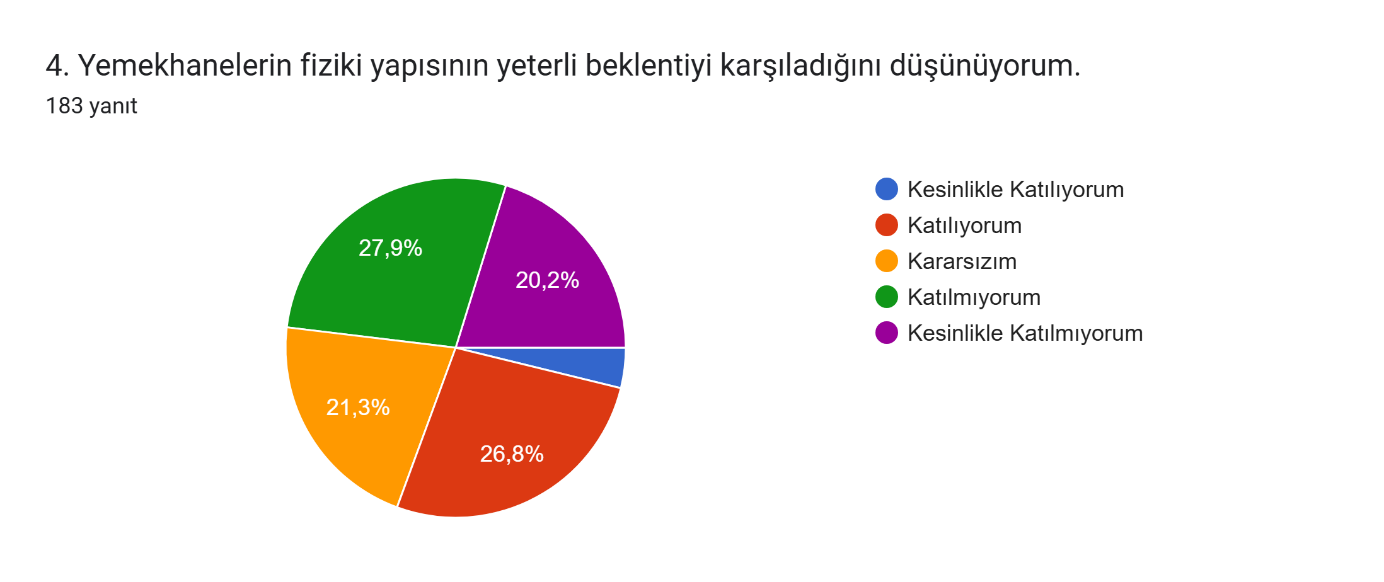 4. Yemekhanelerin fiziki yapısının yeterli beklentiyi karşıladığını düşünüyorum.
183 yanıt
27,9%
20,2%
21,3%
26,8%
Kesinlikle Katılıyorum
Katılıyorum
Kararsızım
Katılmıyorum
Kesinlikle Katılmıyorum